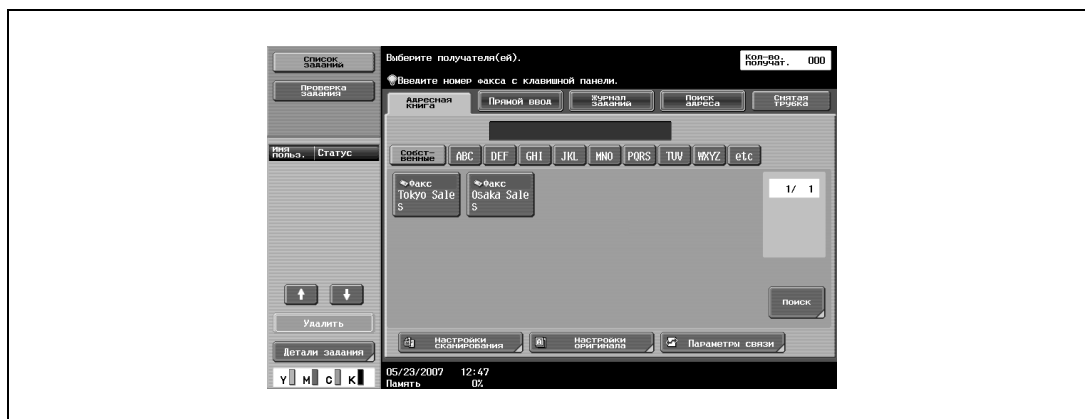 Список
заданий
Проверка
задания
Имя
польз.
Статус
Удалить
Детали задания
Y M C K
Выберите получателя(ей).
Кол-во.
получат.
000
Введите номер факса с клавишной панели.
Адресная
книга
Прямой ввод
Журнал
заданий
Поиск
адреса
Снятая
трубка
Собст-
венные
ABC DEF GHI JKL MNO PQRS TUV WXYZ etc
Факс
Tokyo Sale
s
Факс
Osaka Sale
s
1/ 1
Поиск
Настройки
сканирования
Настройки
оригинала
Параметры связи
05/23/2007 12:47
Память 0%